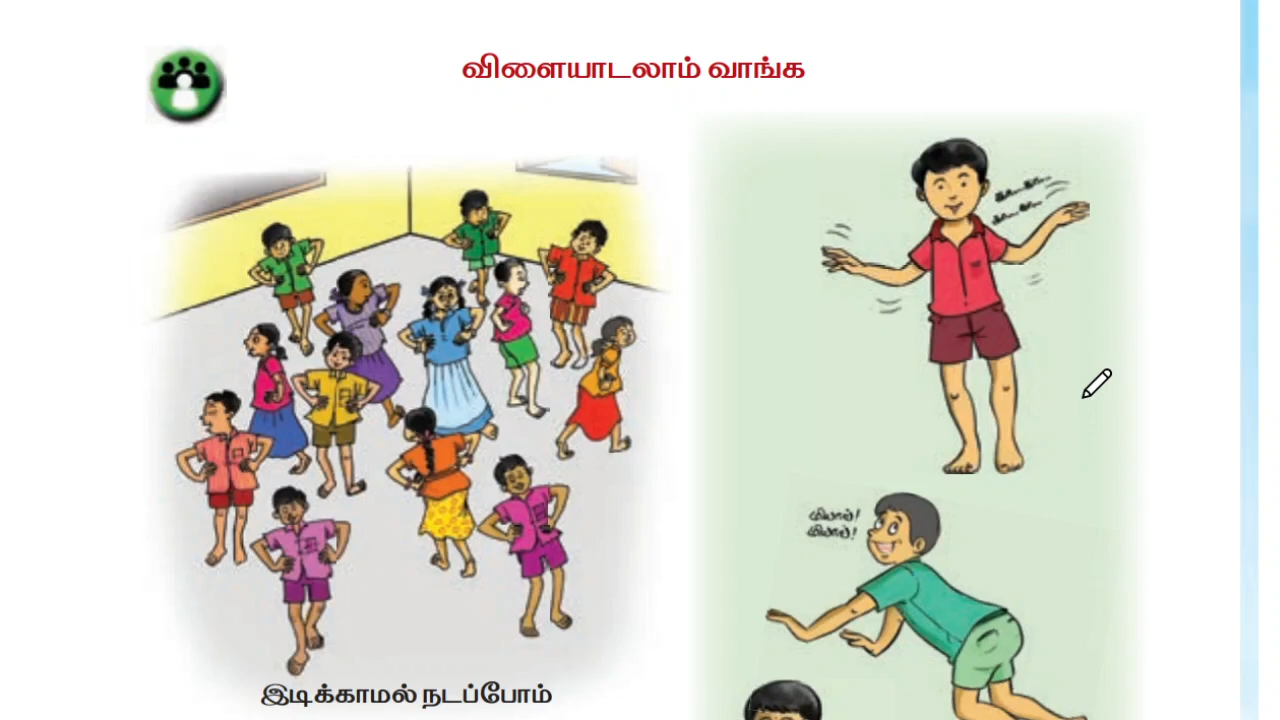 விளையாடலாம் வாங்க
மியாவ்!
மியாவ்!
இடிக்காமல் நடப்போம்